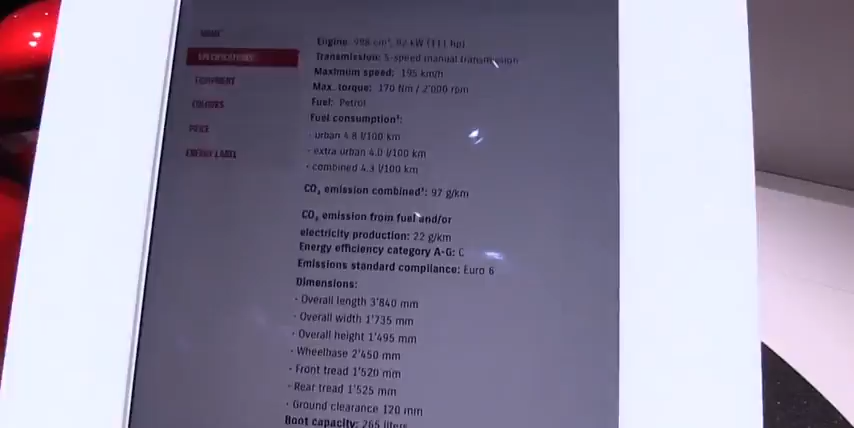 NAME
SPECIFICATIONS
EQUIPMENT
COLOURS
PRICE
ENERGY LABEL
Engine: 998 cm³, 82 kW (111 hp)
Transmission: 5-speed manual transmission
Maximum speed: 195 km/h
Max. torque: 170 Nm / 2'000 rpm
Fuel: Petrol
Fuel consumption¹:
- urban 4.8 l/100 km
- extra urban 4.0 l/100 km
- combined 4.3 l/100 km
CO₂ emission combined¹: 97 g/km
CO₂ emission from fuel and/or
electricity production: 22 g/km
Energy efficiency category A-G: C
Emissions standard compliance: Euro 6
Dimensions:
- Overall length 3'840 mm
- Overall width 1'735 mm
- Overall height 1'495 mm
- Wheelbase 2'450 mm
- Front tread 1'520 mm
- Rear tread 1'525 mm
- Ground clearance 120 mm
Boot capacity: 265 liters